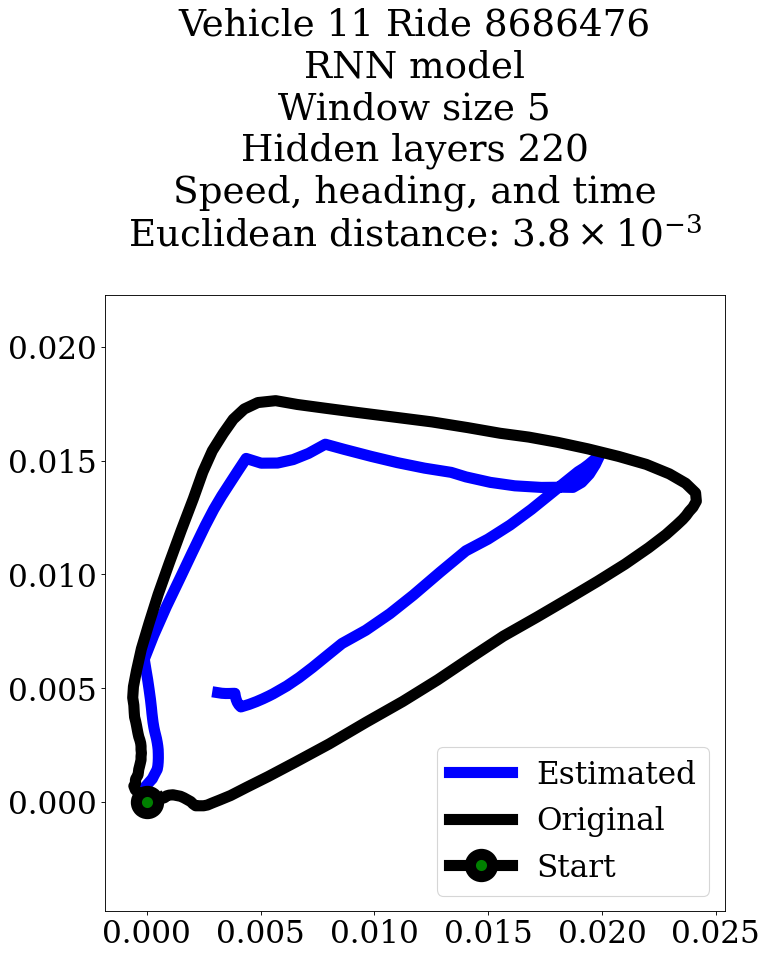 Vehicle 11 Ride 8686476
RNN model
Window size 5
Hidden layers 220
Speed, heading, and time
Euclidean distance: 3.8 × 10⁻³
0.020
0.015
0.010
0.005
0.000
Estimated
Original
Start
0.000 0.005 0.010 0.015 0.020 0.025